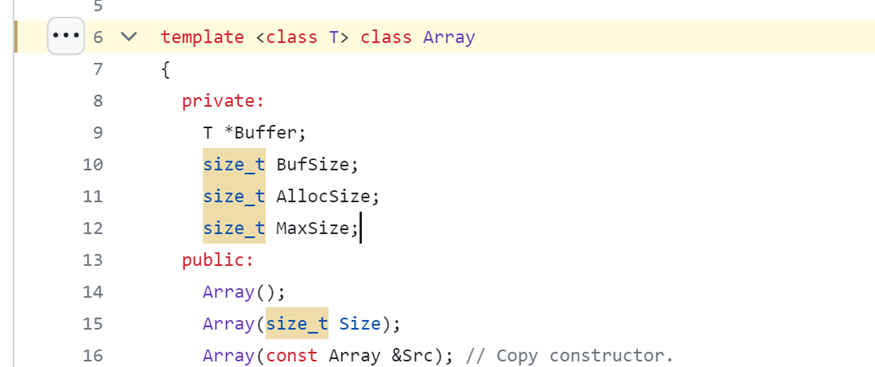 5
6 template <class T> class Array
7 {
8 private:
9 T *Buffer;
10 size_t BufSize;
11 size_t AllocSize;
12 size_t MaxSize;
13 public:
14 Array();
15 Array(size_t Size);
16 Array(const Array &Src); // Copy constructor.